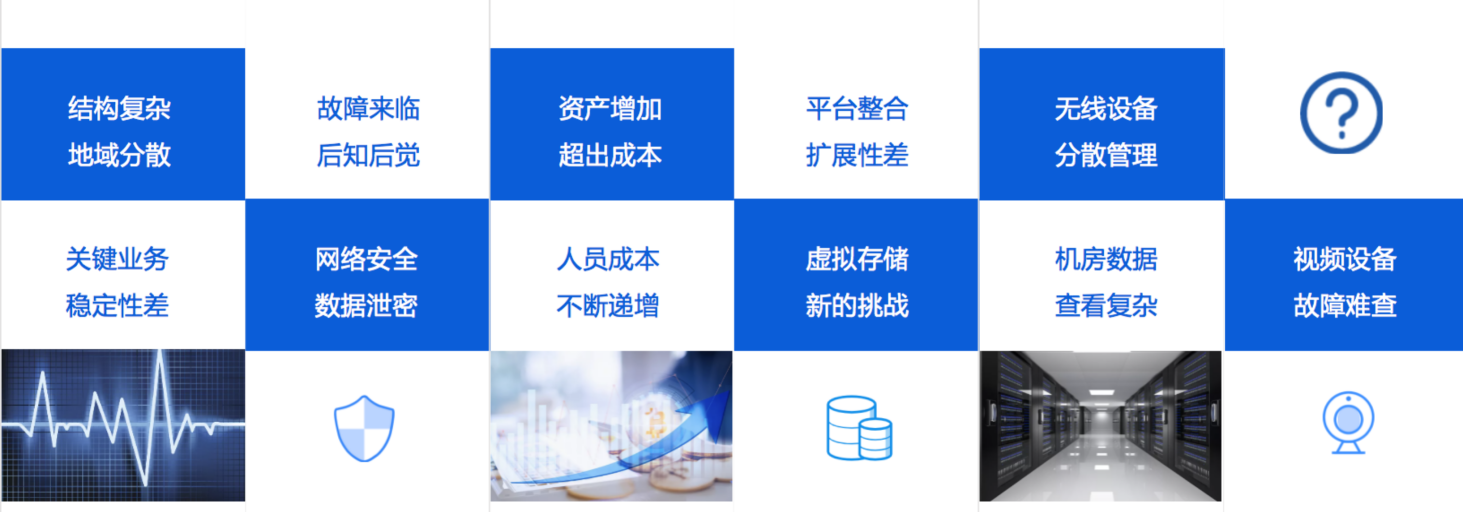 结构复杂
地域分散
故障来临
后知后觉
资产增加
超出成本
平台整合
扩展性差
无线设备
分散管理
关键业务
稳定性差
网络安全
数据泄密
人员成本
不断递增
虚拟存储
新的挑战
机房数据
查看复杂
视频设备
故障难查